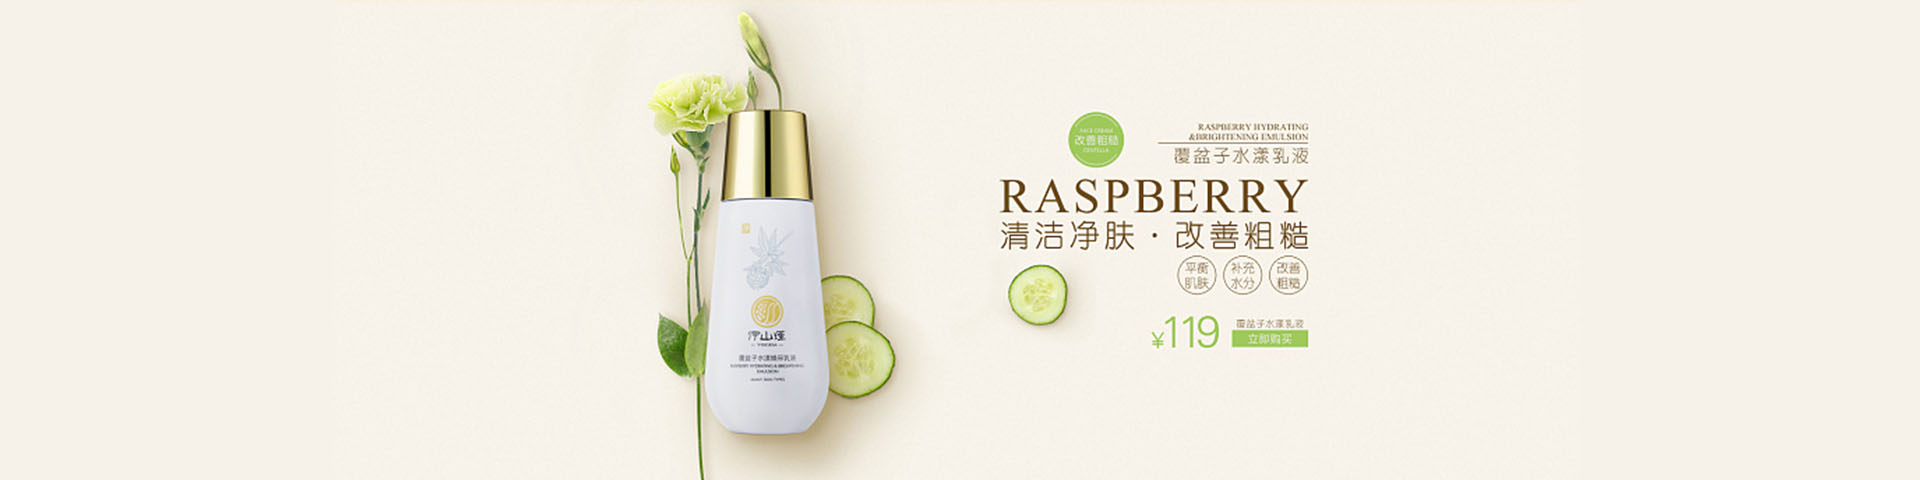 FACE CREAM
改善粗糙
CENTELLA
RASPBERRY HYDRATING
&BRIGHTENING EMULSION
覆盆子水漾乳液
RASPBERRY
清洁净肤·改善粗糙
平衡
肌肤
补充
水分
改善
粗糙
¥119
覆盆子水漾乳液
立即购买
EMULSION